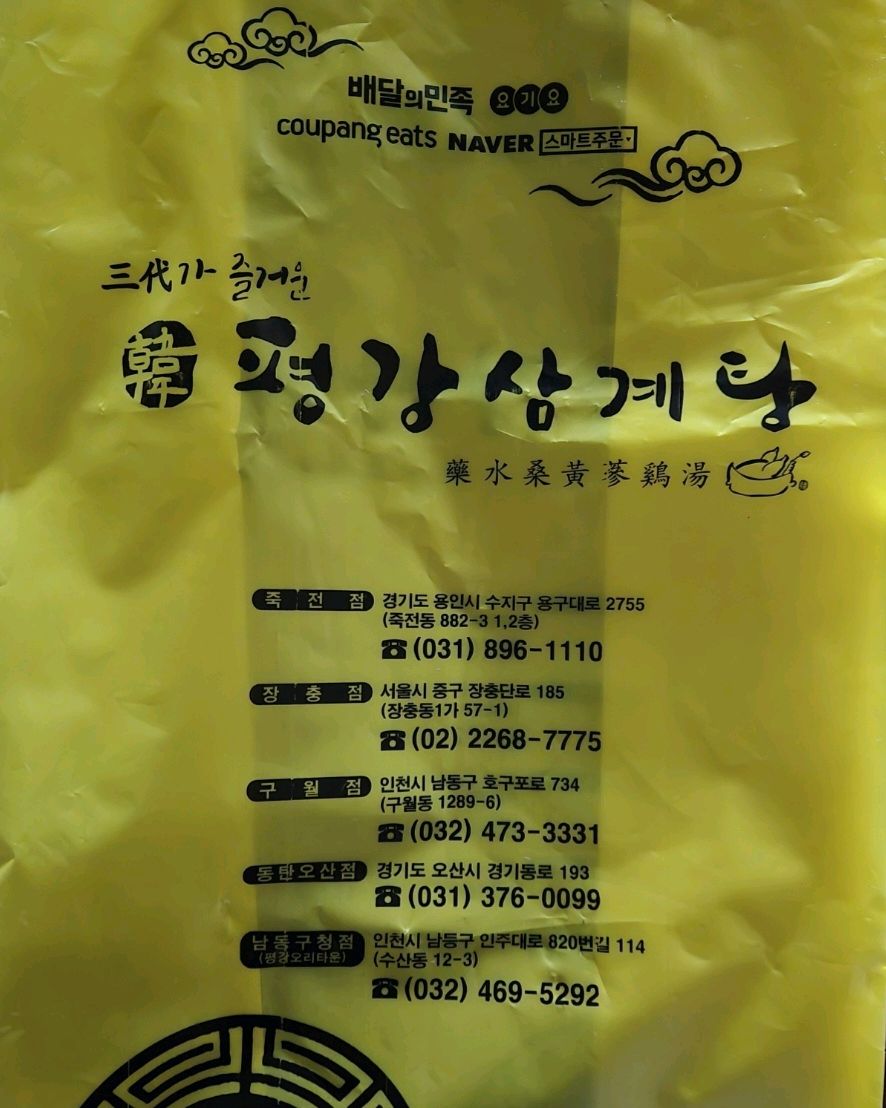 배달의민족 요기요
coupang eats NAVER 스마트주문
三代가 즐거운
韓 평강삼계탕
藥水桑黃蔘鷄湯
죽전점 경기도 용인시 수지구 용구대로 2755
(죽전동 882-3 1,2층)
☎(031) 896-1110
장충점 서울시 중구 장충단로 185
(장충동1가 57-1)
☎(02) 2268-7775
구월점 인천시 남동구 호구포로 734
(구월동 1289-6)
☎(032) 473-3331
동탄오산점 경기도 오산시 경기동로 193
☎(031) 376-0099
남동구청점 인천시 남동구 인주대로 820번길 114
(평강오리타운) (수산동 12-3)
☎(032) 469-5292